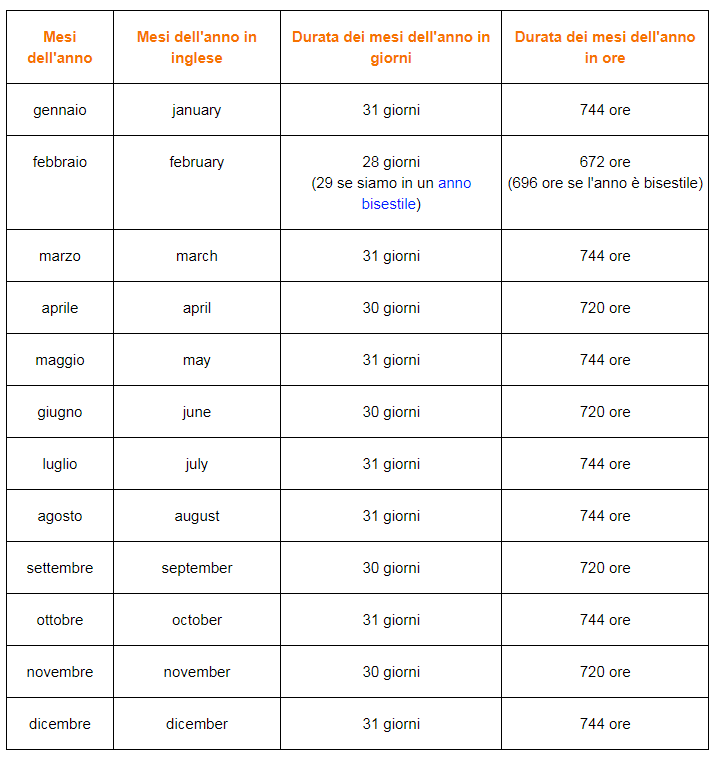 Mesi dell'anno in Durata dei mesi dell'anno in Durata dei mesi dell'anno
Mesi
dell'anno
inglese
giorni
in ore
gennaio january 31 giorni 744 ore
febbraio february 28 giorni 672 ore
(29 se siamo in un anno (696 ore se l'anno è bisestile)
bisestile)
marzo march 31 giorni 744 ore
aprile april 30 giorni 720 ore
maggio may 31 giorni 744 ore
giugno june 30 giorni 720 ore
luglio july 31 giorni 744 ore
agosto august 31 giorni 744 ore
settembre september 30 giorni 720 ore
ottobre october 31 giorni 744 ore
novembre november 30 giorni 720 ore
dicembre dicember 31 giorni 744 ore